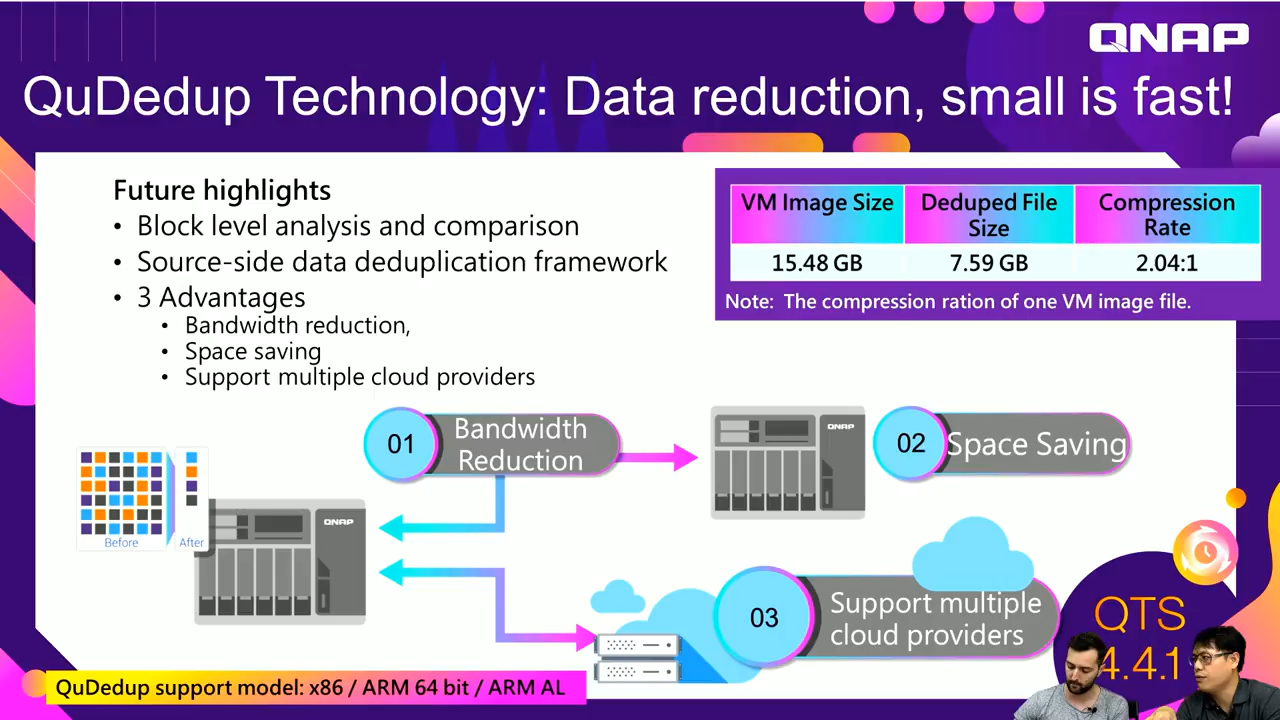 QNAP
QuDedup Technology: Data reduction, small is fast!
Future highlights
• Block level analysis and comparison
• Source-side data deduplication framework
• 3 Advantages
• Bandwidth reduction,
• Space saving
• Support multiple cloud providers
VM Image Size
Deduped File
Size
Compression
Rate
15.48 GB
7.59 GB
2.04:1
Note: The compression ration of one VM image file.
01
Bandwidth
Reduction
QNAP
02
Space Saving
Before
After
QNAP
03
Support multiple
cloud providers
QTS
4.4.1
QuDedup support model: x86 / ARM 64 bit / ARM AL